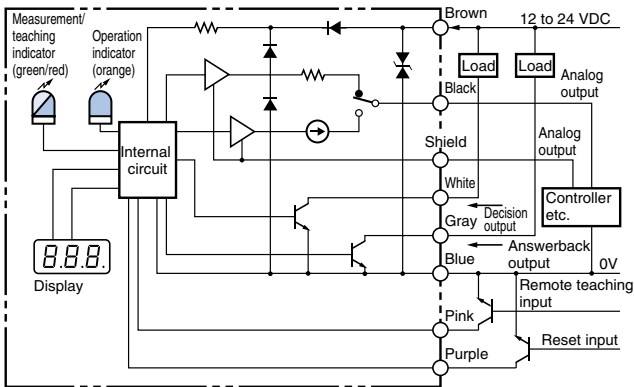 Measurement/
teaching
indicator
(green/red)
Operation
indicator
(orange)
Internal
circuit
8.8.8.
Display
Brown
12 to 24 VDC
Load
Load
Black
Analog
output
Shield
Analog
output
White
Controller
etc.
Gray
Decision
output
Answerback
output
Blue
0V
Remote teaching
input
Pink
Reset input
Purple